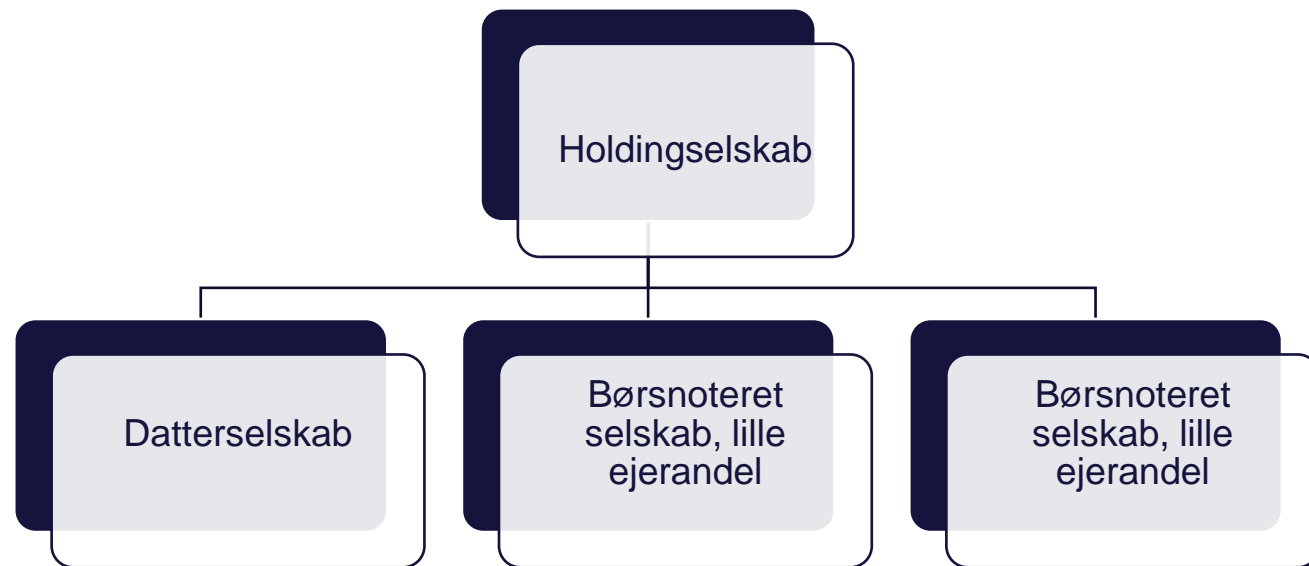 Holdingselskab
Datterselskab
Børsnoteret
selskab, lille
ejerandel
Børsnoteret
selskab, lille
ejerandel